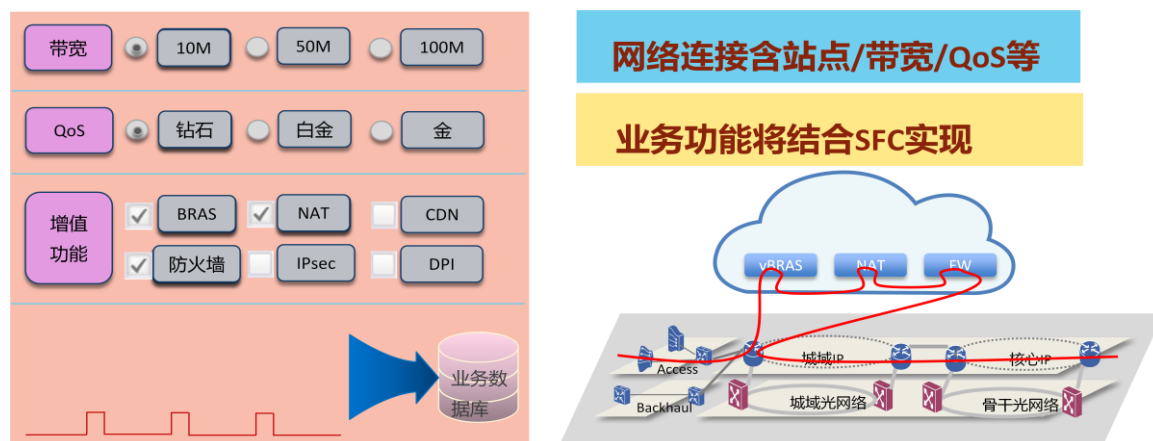 带宽 10M 50M 100M
QoS 钻石 白金 金
增值
功能
BRAS NAT CDN
防火墙 IPsec DPI
业务数
据库
网络连接含站点/带宽/QoS等
业务功能将结合SFC实现
vBRAS NAT FW
城域IP 核心IP
Access
Backhaul 城域光网络 骨干光网络